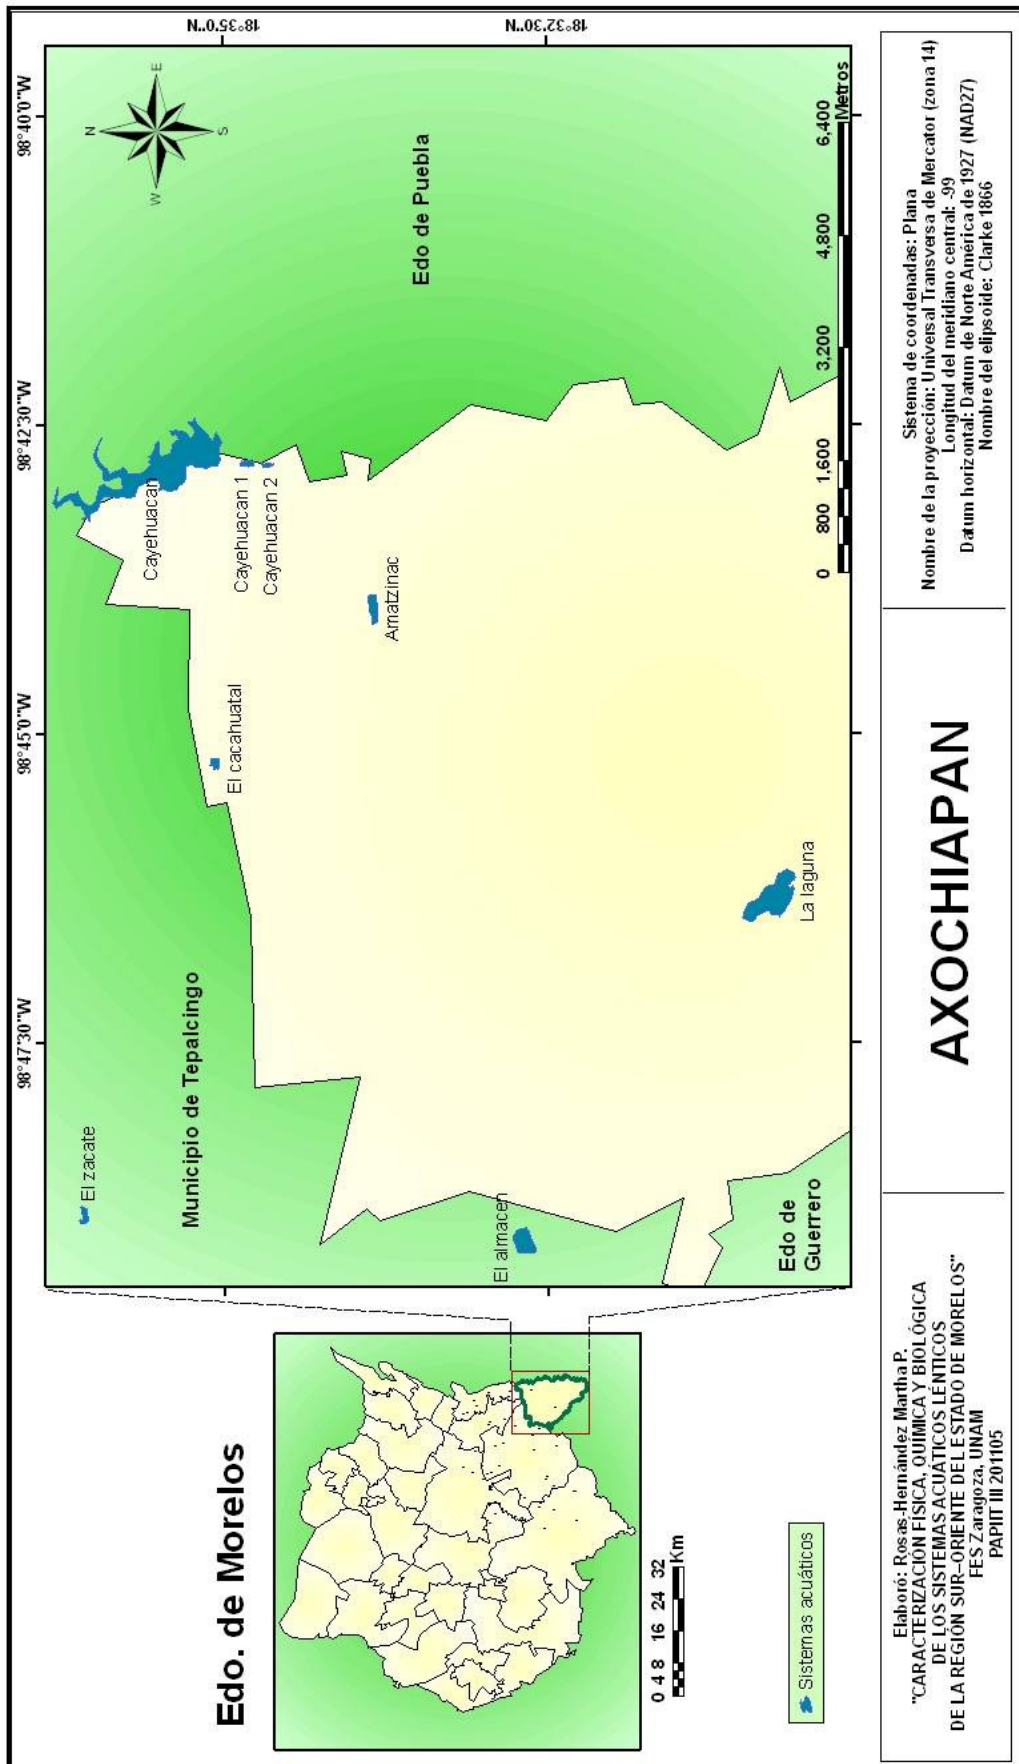 Edo. de Morelos
0 4 8 16 24 32
Km
Sistemas acuáticos
98°47'30"W
98°45'0"W
98°42'30"W
98°40'0"W
18°35'0"N
18°32'30"N
N
W
E
S
El zacate
Municipio de Tepalcingo
El cacahuatal
Cayehuacan
Cayehuacan 1
Cayehuacan 2
Amatzinac
Edo de Puebla
El almacen
La laguna
Edo de
Guerrero
0 800 1,600 3,200 4,800 6,400
Metros
Elaboró: Rosas-Hernández Martha P.
"CARACTERIZACIÓN FÍSICA, QUÍMICA Y BIOLÓGICA
DE LOS SISTEMAS ACUÁTICOS LÉNTICOS
DE LA REGIÓN SUR-ORIENTE DEL ESTADO DE MORELOS"
FES Zaragoza, UNAM
PAPIIT III 201105
AXOCHIAPAN
Sistema de coordenadas: Plana
Nombre de la proyección: Universal Transversa de Mercator (zona 14)
Longitud del meridiano central: -99
Datum horizontal: Datum de Norte América de 1927 (NAD27)
Nombre del elipsoide: Clarke 1866